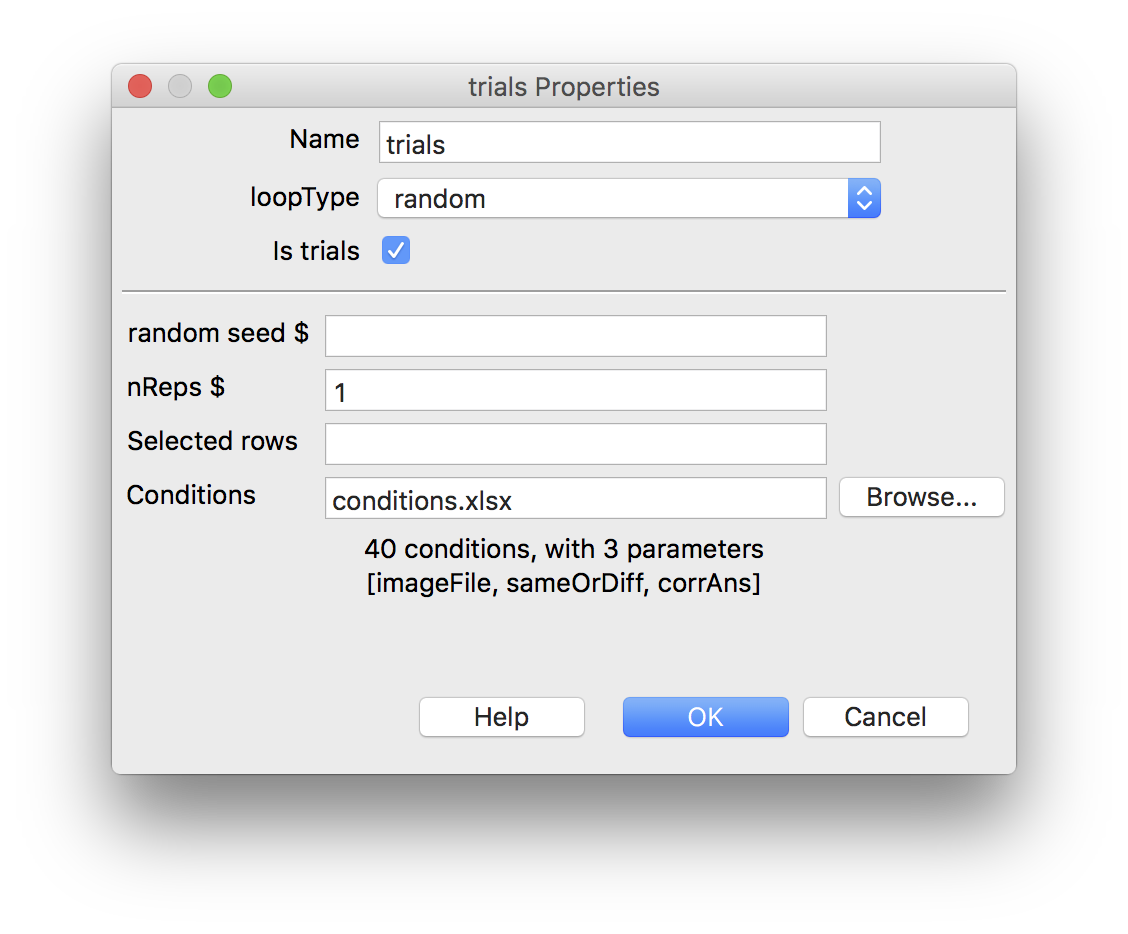 trials Properties
Name trials
loopType random
Is trials
random seed $
nReps $ 1
Selected rows
Conditions conditions.xlsx Browse...
40 conditions, with 3 parameters
[imageFile, sameOrDiff, corrAns]
Help OK Cancel